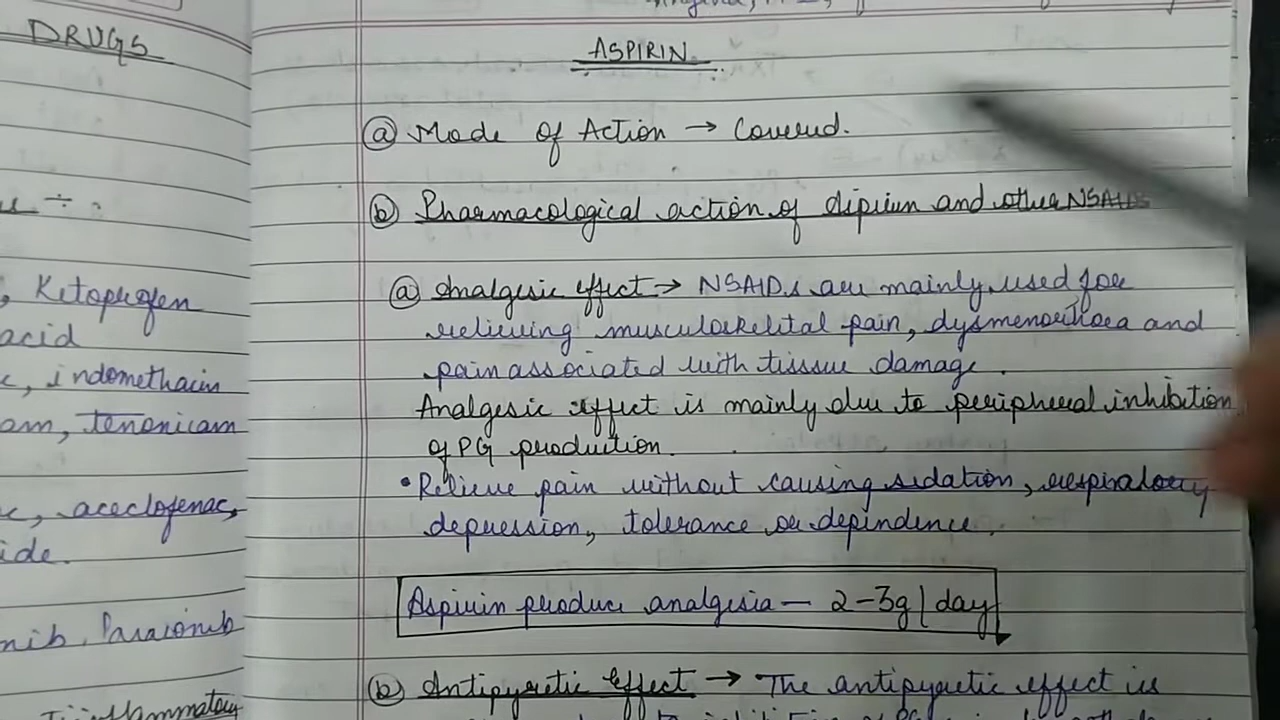 DRUGS
, Ketoprofen
acid
c, indomethacin
am, tenoxicam
c, aceclofenac,
ide.
nib, Paracoxib
ASPIRIN
(a) Mode of Action → Covered.
(b) Pharmacological action of Aspirin and other NSAIDs
(a) Analgesic effect → NSAIDs are mainly used for
relieving musculoskeletal pain, dysmenorrhoea and
pain associated with tissue damage.
Analgesic effect is mainly due to peripheral inhibition
of PG production.
• Relieve pain without causing sedation, respiratory
depression, tolerance or dependence.
Aspirin produce analgesia — 2-3g/day
(b) Antipyretic effect → The antipyretic effect is